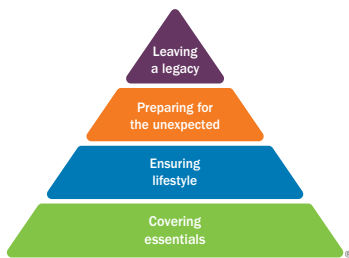 Leaving
a legacy
Preparing for
the unexpected
Ensuring
lifestyle
Covering
essentials
®